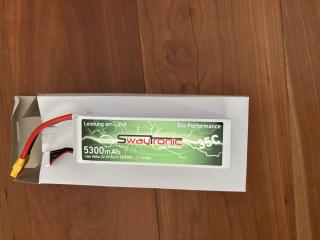 Leistung am Limit
Eco Performance
SwayTronic
35C
5300mAh